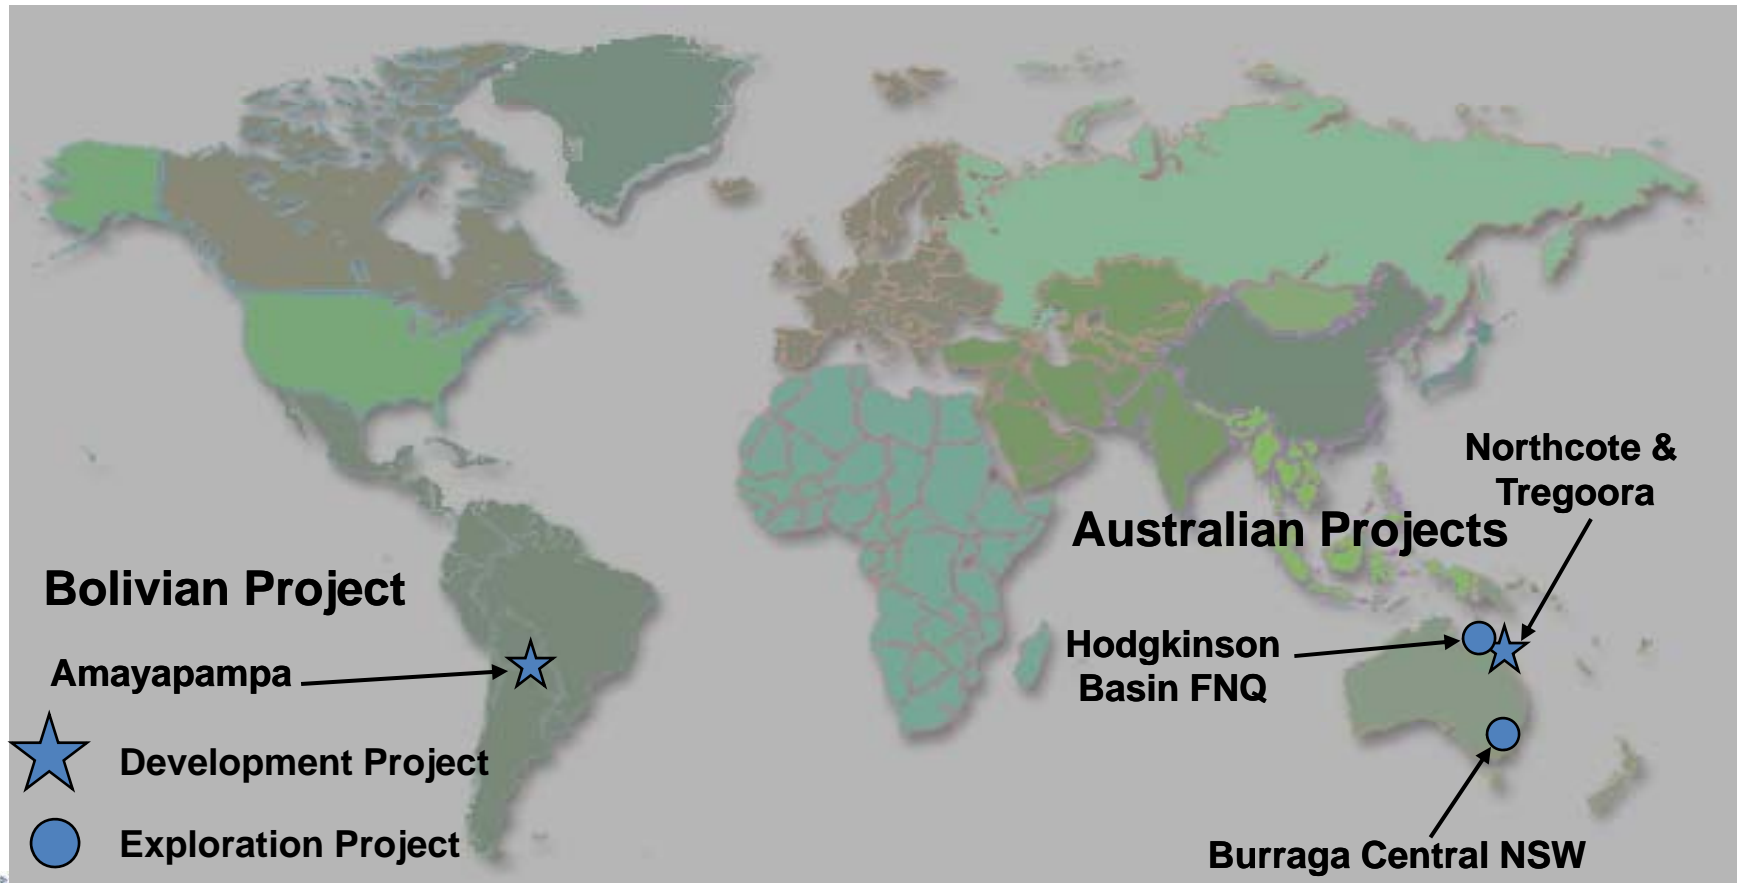 Northcote &
Tregoora
Australian Projects
Bolivian Project
Hodgkinson
Basin FNQ
Amayapampa
Development Project
Exploration Project
Burraga Central NSW